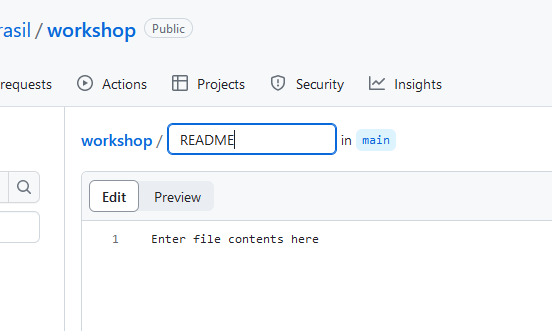 rasil / workshop Public
requests Actions Projects Security Insights
workshop / README in main
Edit Preview
1 Enter file contents here